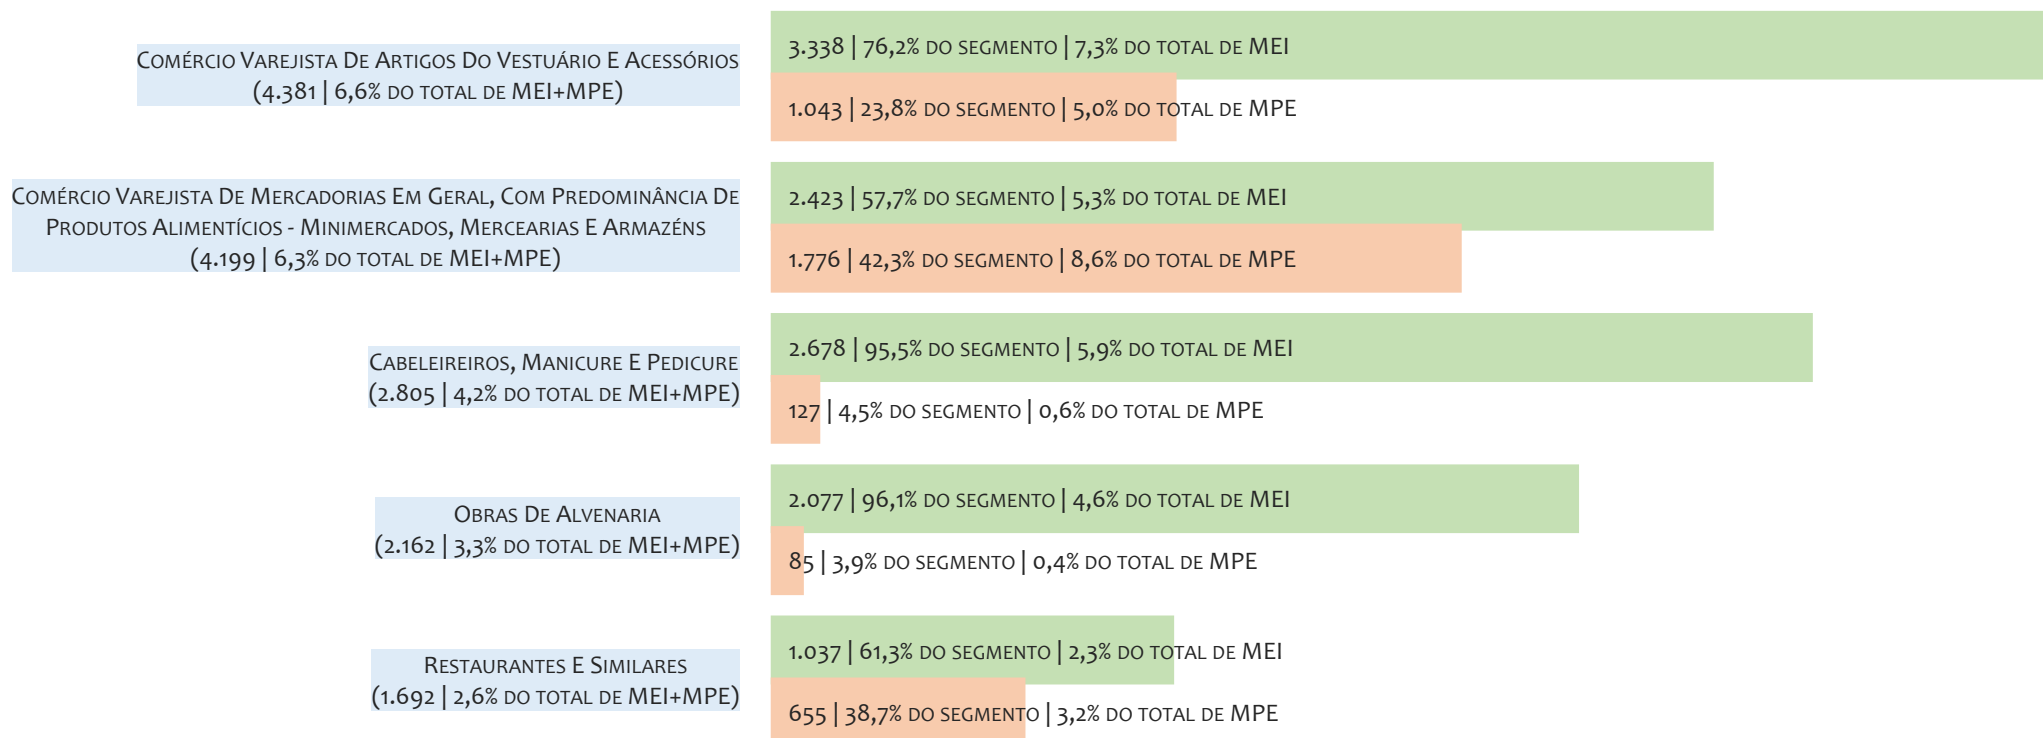 Comércio Varejista De Artigos Do Vestuário E Acessórios
(4.381 | 6,6% do total de MEI+MPE)
3.338 | 76,2% do segmento | 7,3% do total de MEI
1.043 | 23,8% do segmento | 5,0% do total de MPE
Comércio Varejista De Mercadorias Em Geral, Com Predominância De
Produtos Alimentícios - Minimercados, Mercearias E Armazéns
(4.199 | 6,3% do total de MEI+MPE)
2.423 | 57,7% do segmento | 5,3% do total de MEI
1.776 | 42,3% do segmento | 8,6% do total de MPE
Cabeleireiros, Manicure E Pedicure
(2.805 | 4,2% do total de MEI+MPE)
2.678 | 95,5% do segmento | 5,9% do total de MEI
127 | 4,5% do segmento | 0,6% do total de MPE
Obras De Alvenaria
(2.162 | 3,3% do total de MEI+MPE)
2.077 | 96,1% do segmento | 4,6% do total de MEI
85 | 3,9% do segmento | 0,4% do total de MPE
Restaurantes E Similares
(1.692 | 2,6% do total de MEI+MPE)
1.037 | 61,3% do segmento | 2,3% do total de MEI
655 | 38,7% do segmento | 3,2% do total de MPE